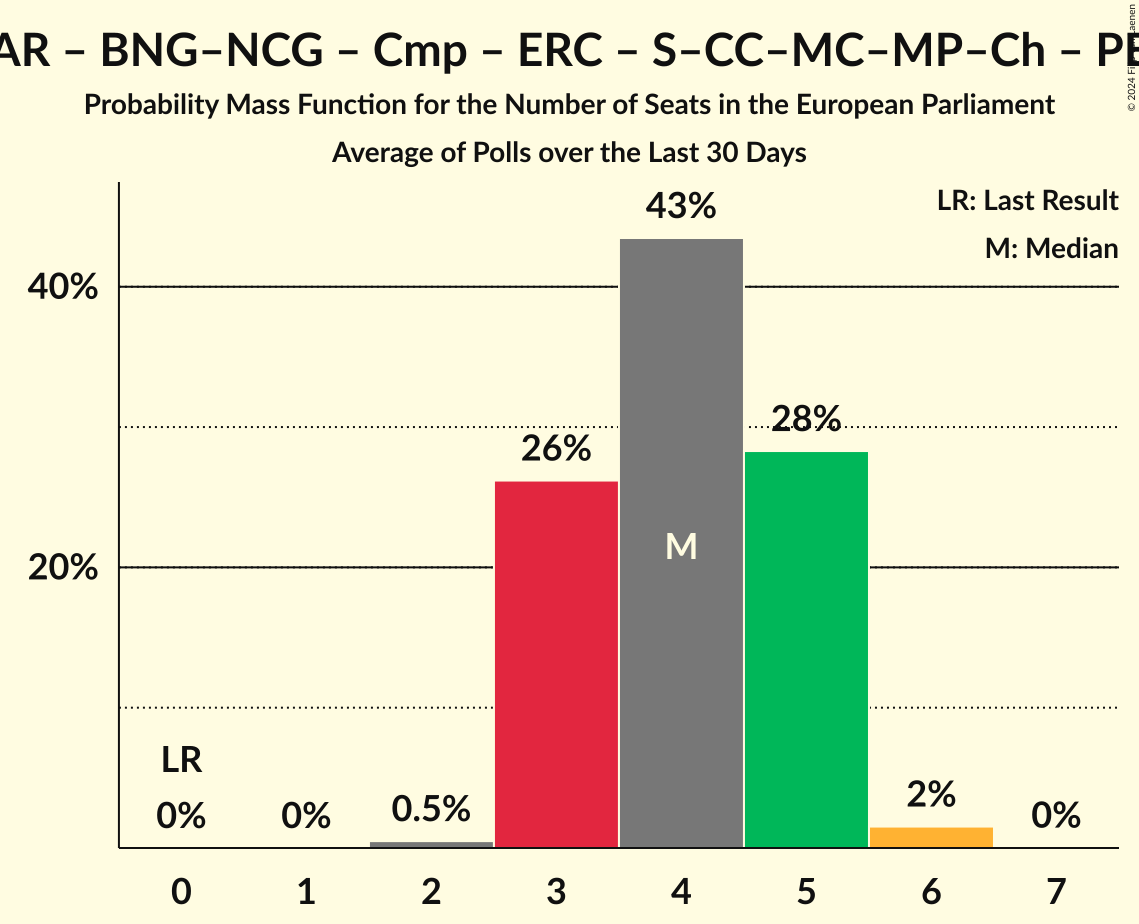 AR – BNG–NCG – Cmp – ERC – S–CC–MC–MP–Ch –
Probability Mass Function for the Number of Seats in the European Parliament
Average of Polls over the Last 30 Days
© 2024
LR: Last Result
M: Median
43%
40%
28%
26%
M
20%
LR
0% 0% 0.5% 2% 0%
0 1 2 3 4 5 6 7